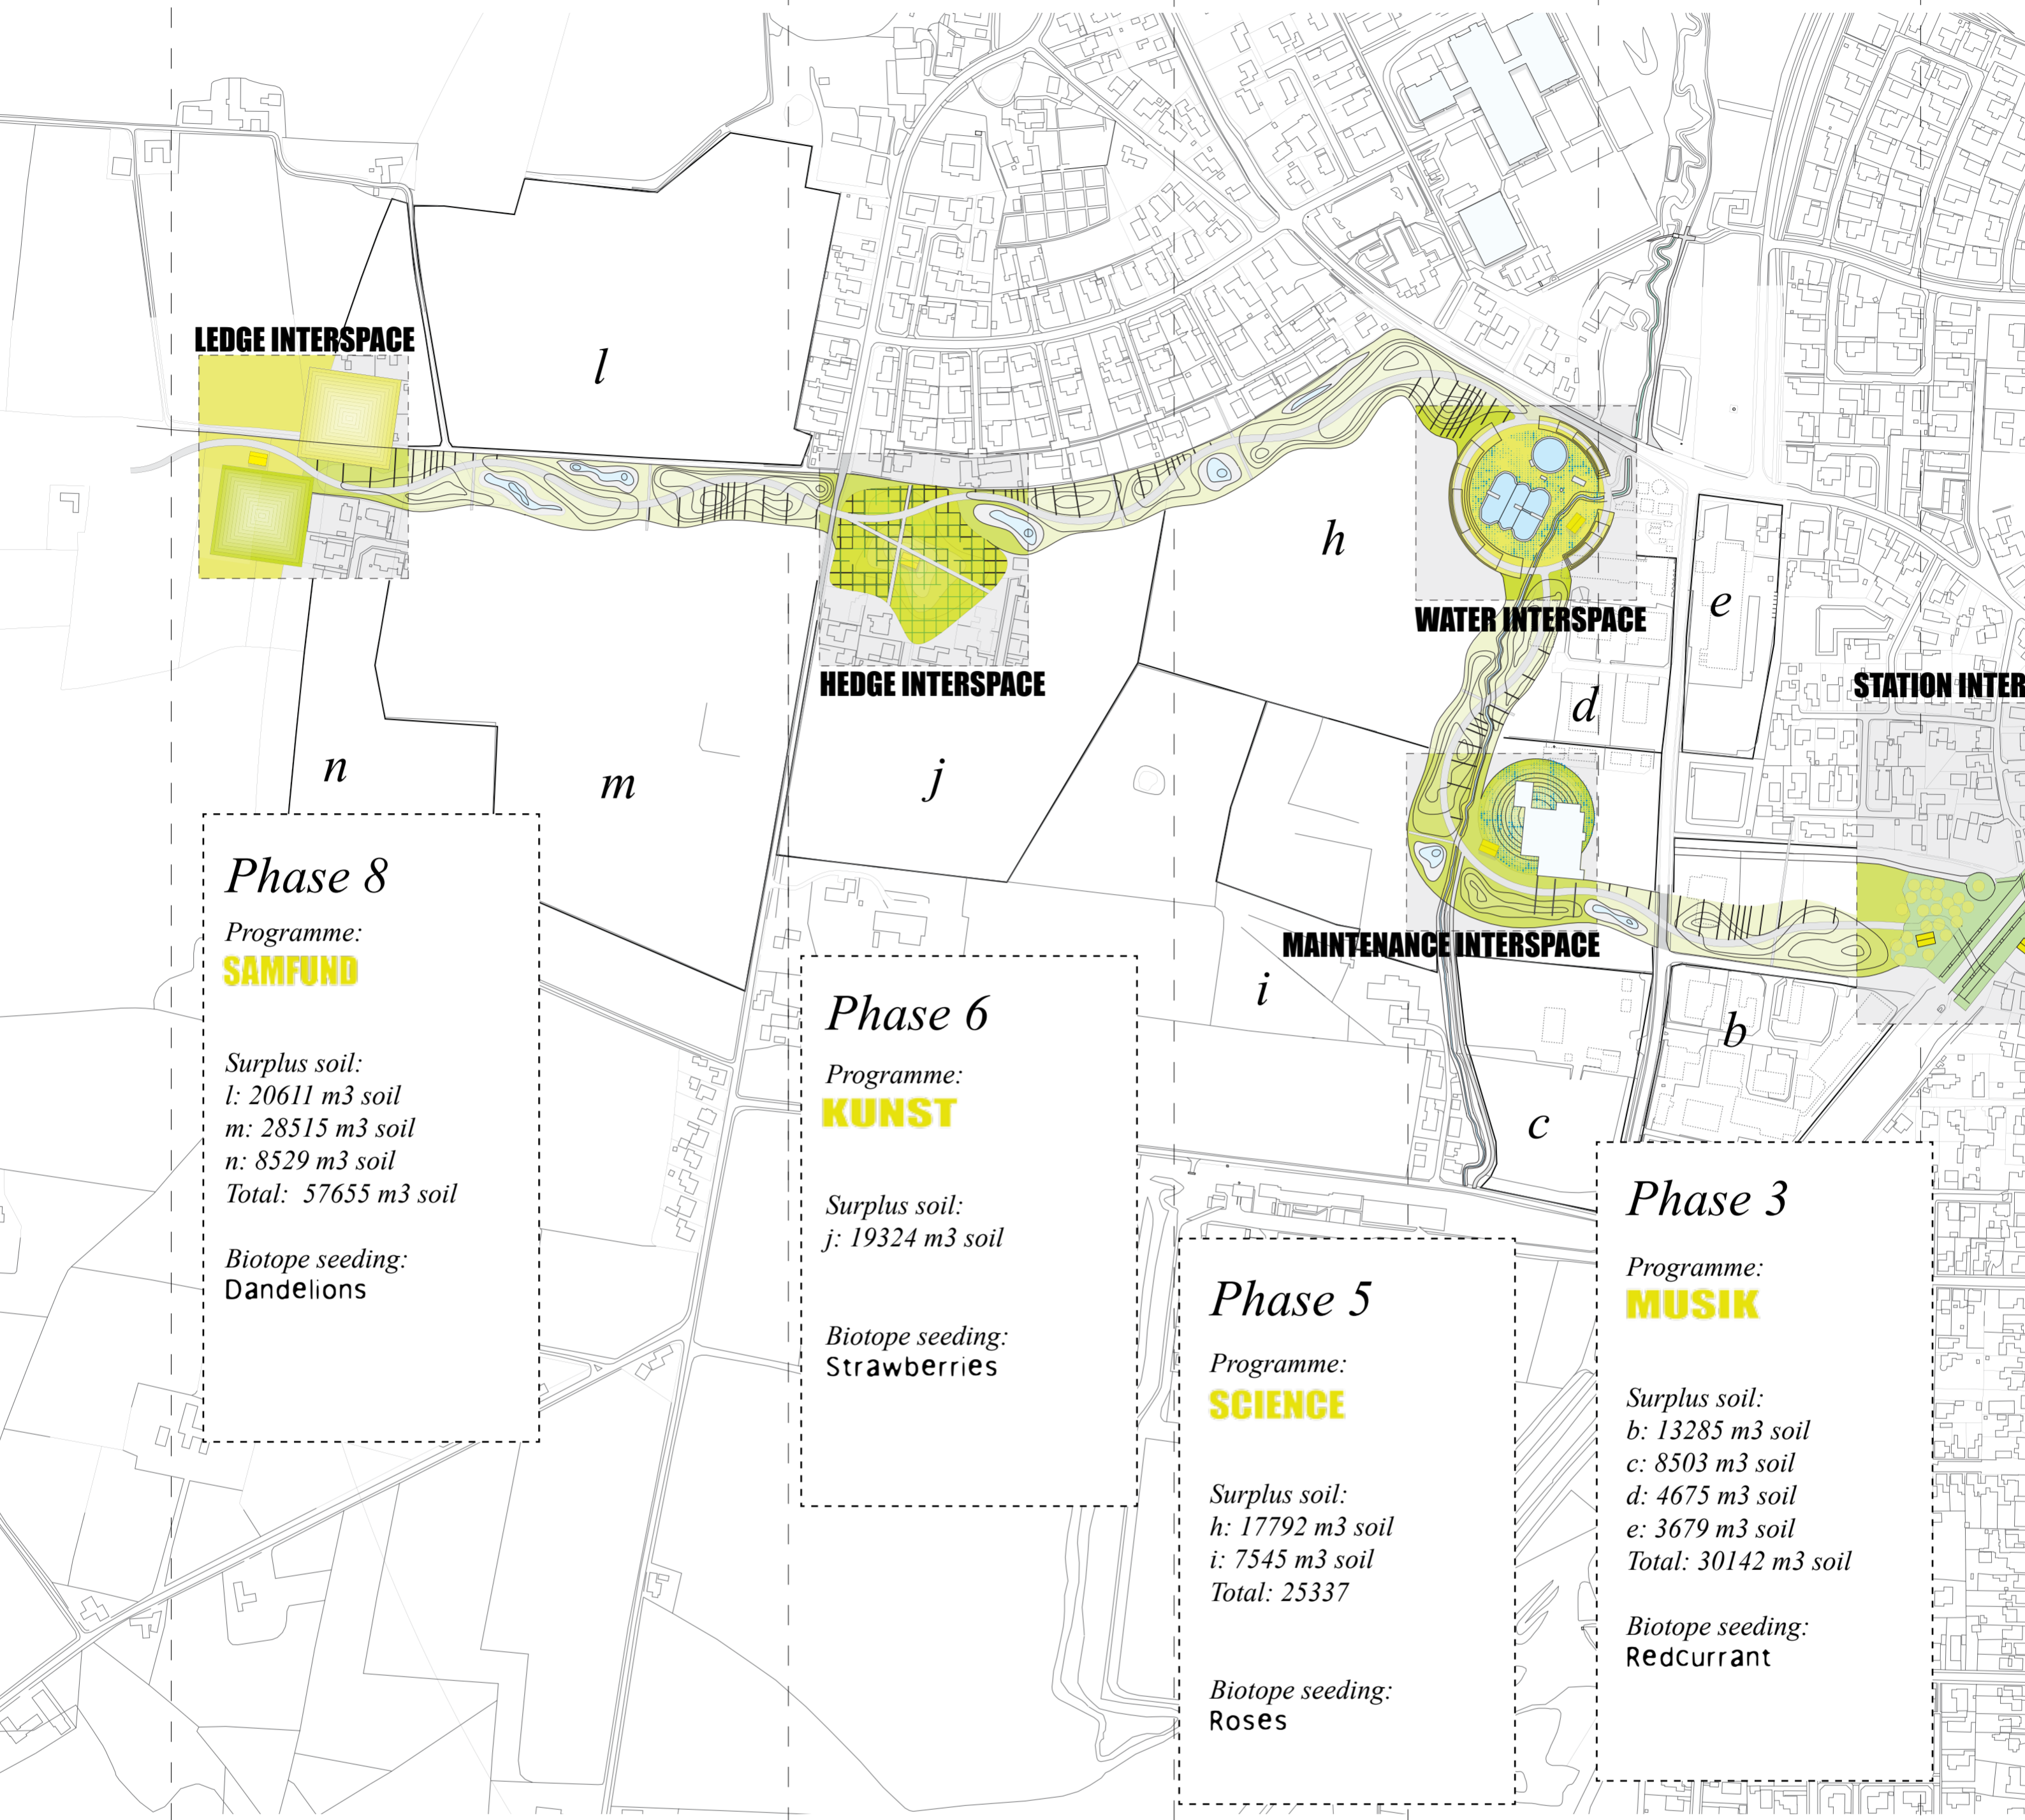 LEDGE INTERSPACE
l
h
e
WATER INTERSPACE
HEDGE INTERSPACE
STATION INTER
d
n
m
j
MAINTENANCE INTERSPACE
i
b
c
Phase 8
Programme:
SAMFUND
Surplus soil:
l: 20611 m3 soil
m: 28515 m3 soil
n: 8529 m3 soil
Total: 57655 m3 soil
Biotope seeding:
Dandelions
Phase 6
Programme:
KUNST
Surplus soil:
j: 19324 m3 soil
Biotope seeding:
Strawberries
Phase 5
Programme:
SCIENCE
Surplus soil:
h: 17792 m3 soil
i: 7545 m3 soil
Total: 25337
Biotope seeding:
Roses
Phase 3
Programme:
MUSIK
Surplus soil:
b: 13285 m3 soil
c: 8503 m3 soil
d: 4675 m3 soil
e: 3679 m3 soil
Total: 30142 m3 soil
Biotope seeding:
Redcurrant